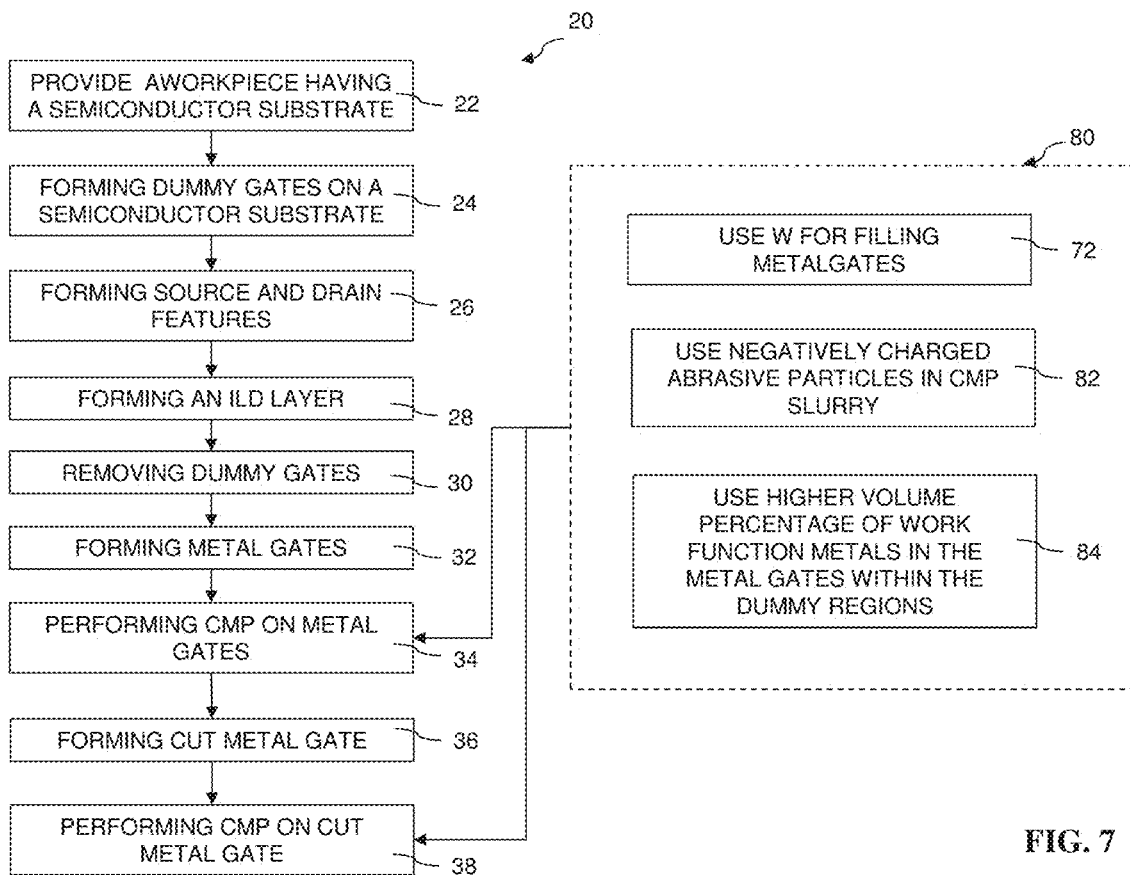 20
PROVIDE AWORKPIECE HAVING
A SEMICONDUCTOR SUBSTRATE
22
FORMING DUMMY GATES ON A
SEMICONDUCTOR SUBSTRATE
24
FORMING SOURCE AND DRAIN
FEATURES
26
FORMING AN ILD LAYER
28
REMOVING DUMMY GATES
30
FORMING METAL GATES
32
PERFORMING CMP ON METAL
GATES
34
FORMING CUT METAL GATE
36
PERFORMING CMP ON CUT
METAL GATE
38
80
USE W FOR FILLING
METALGATES
72
USE NEGATIVELY CHARGED
ABRASIVE PARTICLES IN CMP
SLURRY
82
USE HIGHER VOLUME
PERCENTAGE OF WORK
FUNCTION METALS IN THE
METAL GATES WITHIN THE
DUMMY REGIONS
84
FIG. 7